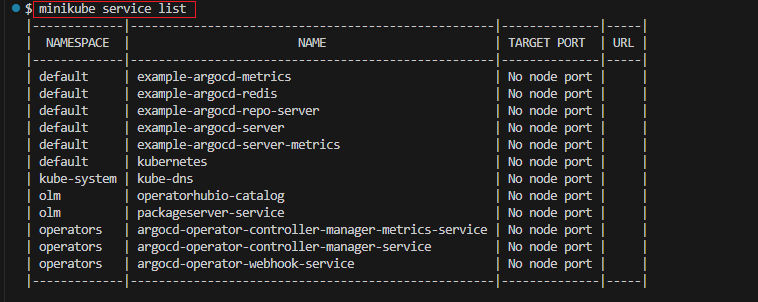 $ minikube service list
|-------------|---------------------------------------------------|--------------|-----|
| NAMESPACE | NAME | TARGET PORT | URL |
|-------------|---------------------------------------------------|--------------|-----|
| default | example-argocd-metrics | No node port | |
| default | example-argocd-redis | No node port | |
| default | example-argocd-repo-server | No node port | |
| default | example-argocd-server | No node port | |
| default | example-argocd-server-metrics | No node port | |
| default | kubernetes | No node port | |
| kube-system | kube-dns | No node port | |
| olm | operatorhubio-catalog | No node port | |
| olm | packageserver-service | No node port | |
| operators | argocd-operator-controller-manager-metrics-service | No node port | |
| operators | argocd-operator-controller-manager-service | No node port | |
| operators | argocd-operator-webhook-service | No node port | |
|-------------|---------------------------------------------------|--------------|-----|